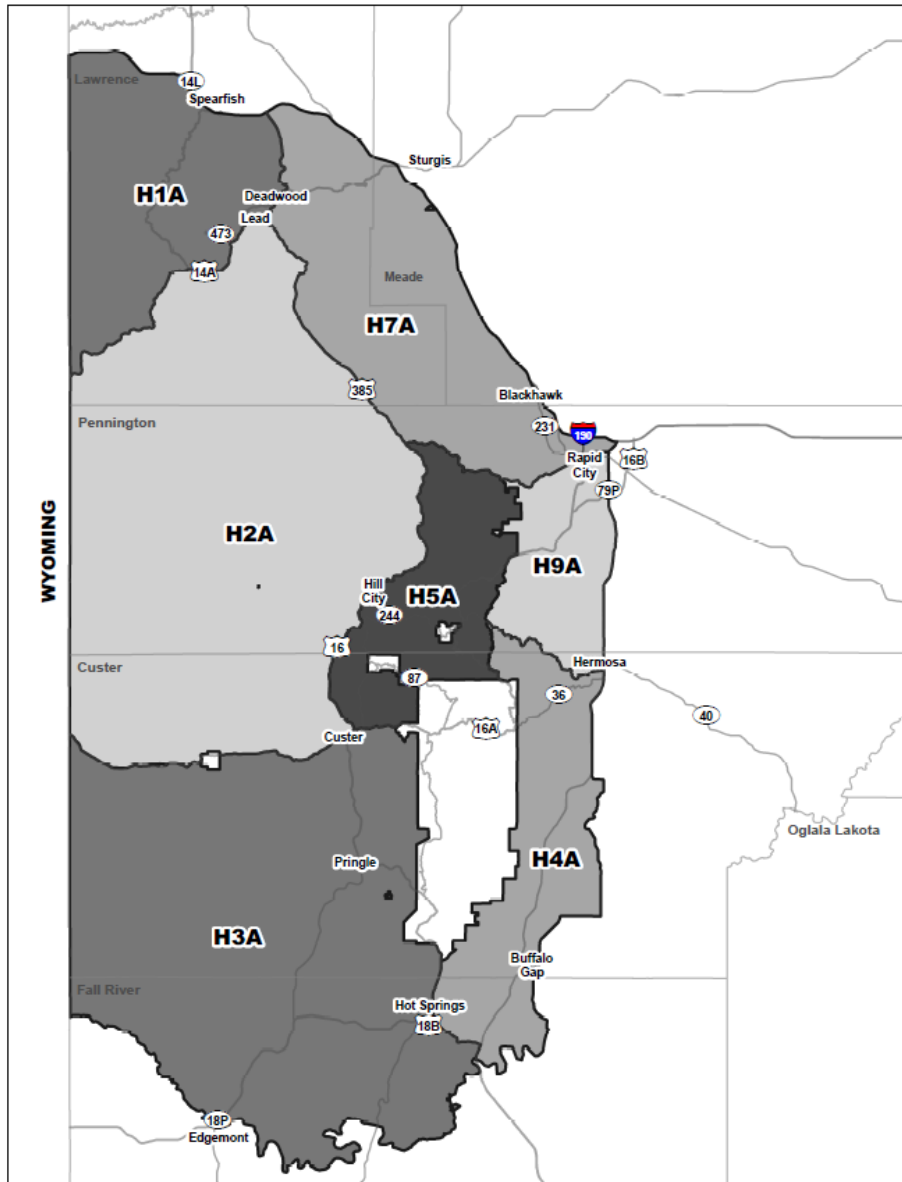 Lawrence
14L
Spearfish
Sturgis
H1A
Deadwood
Lead
473
14A
Meade
H7A
385
Blackhawk
Pennington
231
190
Rapid
City
16B
79P
WYOMING
H2A
H9A
Hill
City
H5A
244
16
Custer
Hermosa
87
36
40
16A
Custer
Oglala Lakota
Pringle
H4A
H3A
Buffalo
Gap
Fall River
Hot Springs
18B
18P
Edgemont